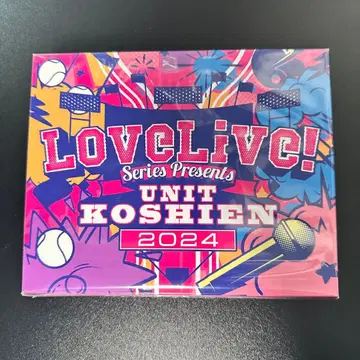 LoveLive!
Series Presents
UNIT
KOSHIEN
2024